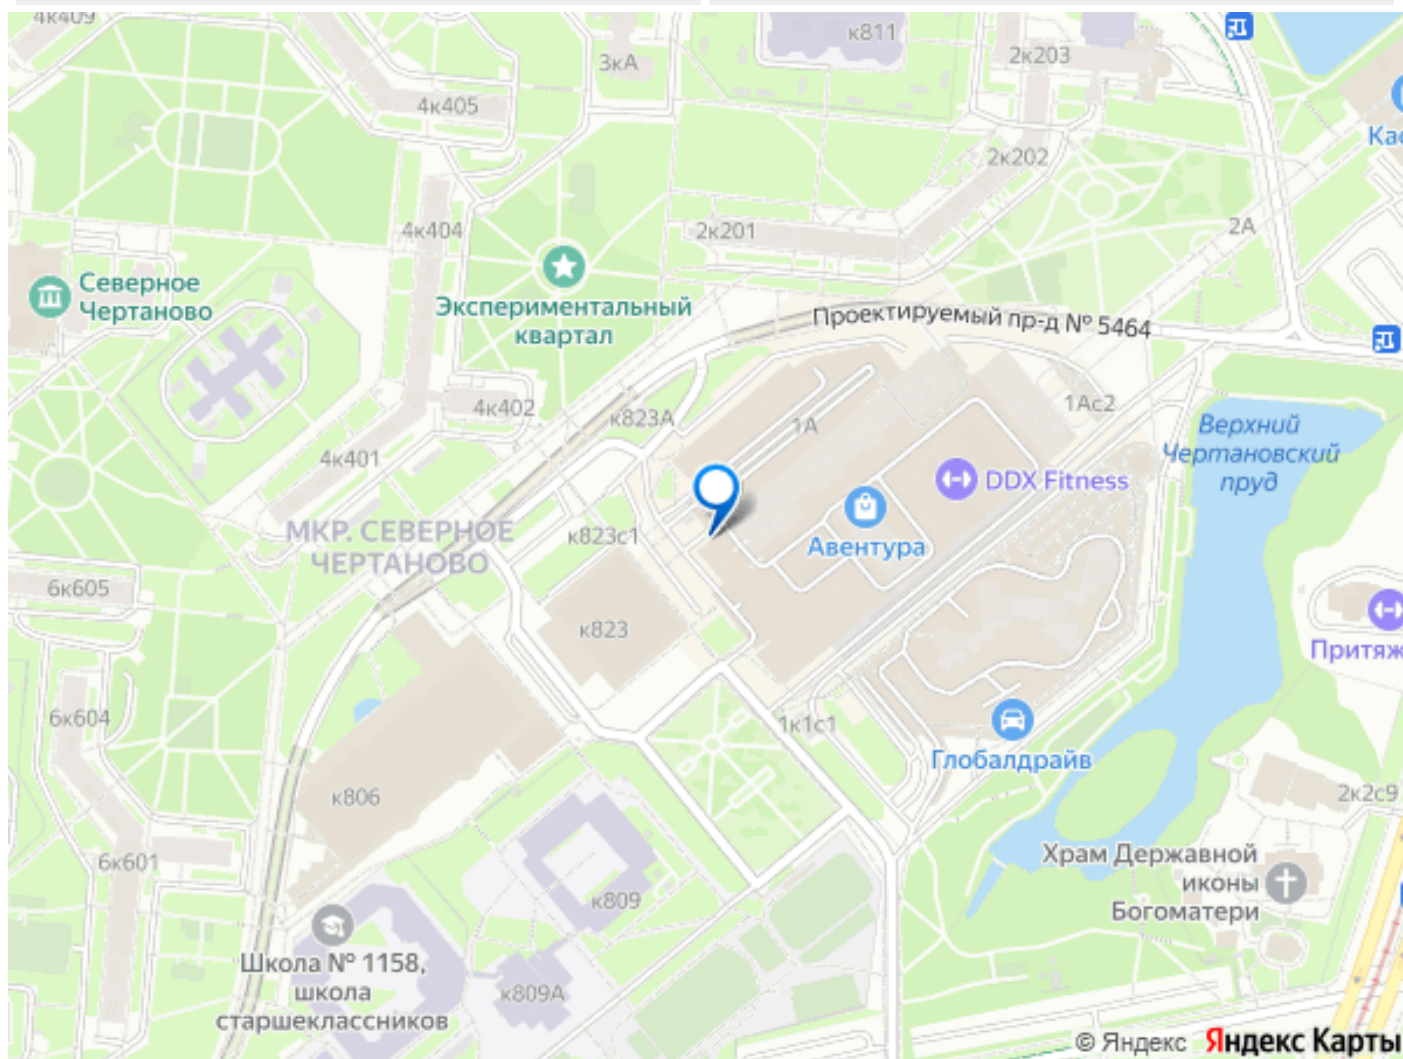 4к409
к811
2к203
3кА
4к405
Кас
2к202
4к404
2к201
2А
Северное
Чертаново
Экспериментальный
квартал
Проектируемый пр-д № 5464
4к402
к823А
1А
1Ас2
Верхний
Чертановский
пруд
4к401
DDX Fitness
МКР. СЕВЕРНОЕ
ЧЕРТАНОВО
к823с1
Авентура
6к605
к823
Притяж
6к604
1к1с1
Глобалдрайв
к806
2к2с9
6к601
Храм Державной
иконы
Богоматери
к809
Школа № 1158,
школа
старшеклассников
к809А
© Яндекс Яндекс Карты